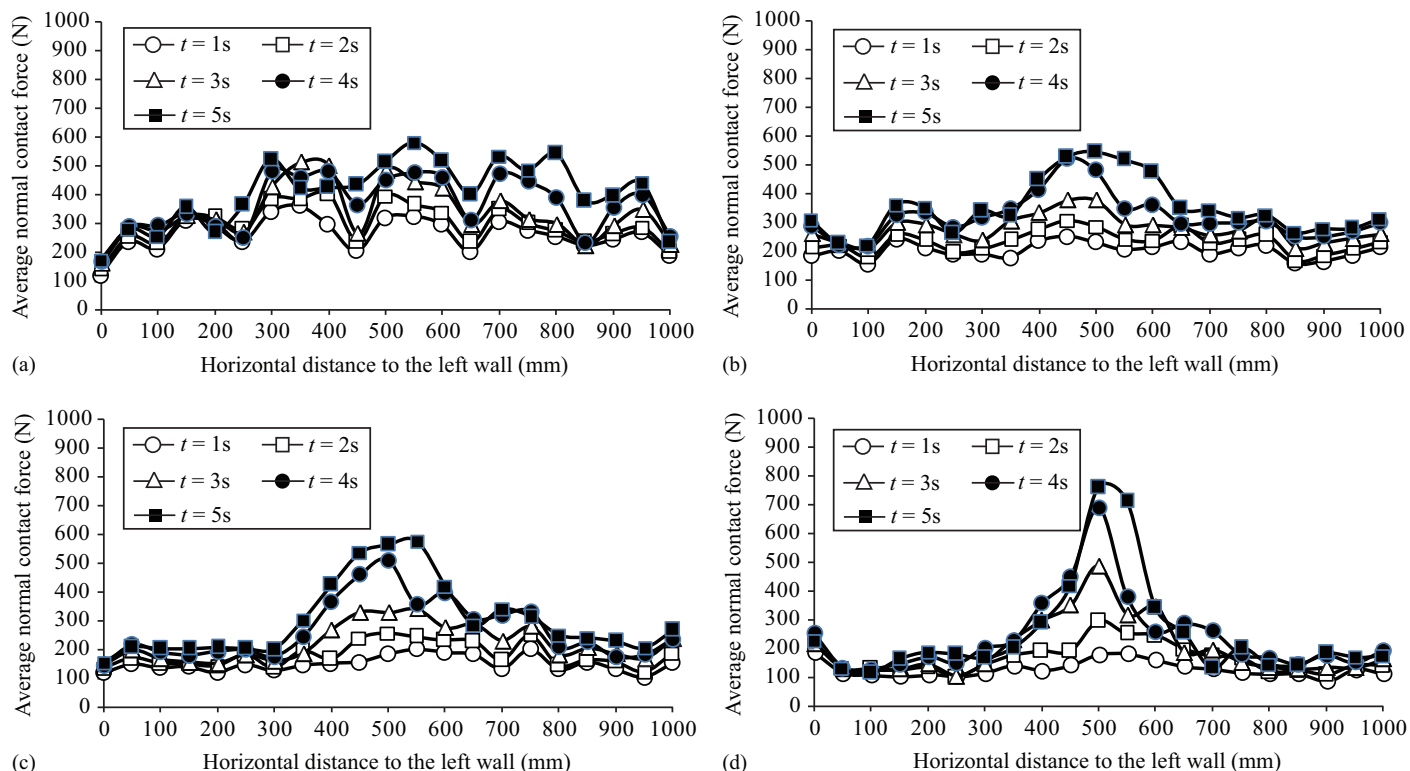 Average normal contact force (N)
1000
900
800
700
600
500
400
300
200
100
0
t = 1s t = 2s
t = 3s t = 4s
t = 5s
0 100 200 300 400 500 600 700 800 900 1000
(a) Horizontal distance to the left wall (mm)
Average normal contact force (N)
1000
900
800
700
600
500
400
300
200
100
0
t = 1s t = 2s
t = 3s t = 4s
t = 5s
0 100 200 300 400 500 600 700 800 900 1000
(b) Horizontal distance to the left wall (mm)
Average normal contact force (N)
1000
900
800
700
600
500
400
300
200
100
0
t = 1s t = 2s
t = 3s t = 4s
t = 5s
0 100 200 300 400 500 600 700 800 900 1000
(c) Horizontal distance to the left wall (mm)
Average normal contact force (N)
1000
900
800
700
600
500
400
300
200
100
0
t = 1s t = 2s
t = 3s t = 4s
t = 5s
0 100 200 300 400 500 600 700 800 900 1000
(d) Horizontal distance to the left wall (mm)